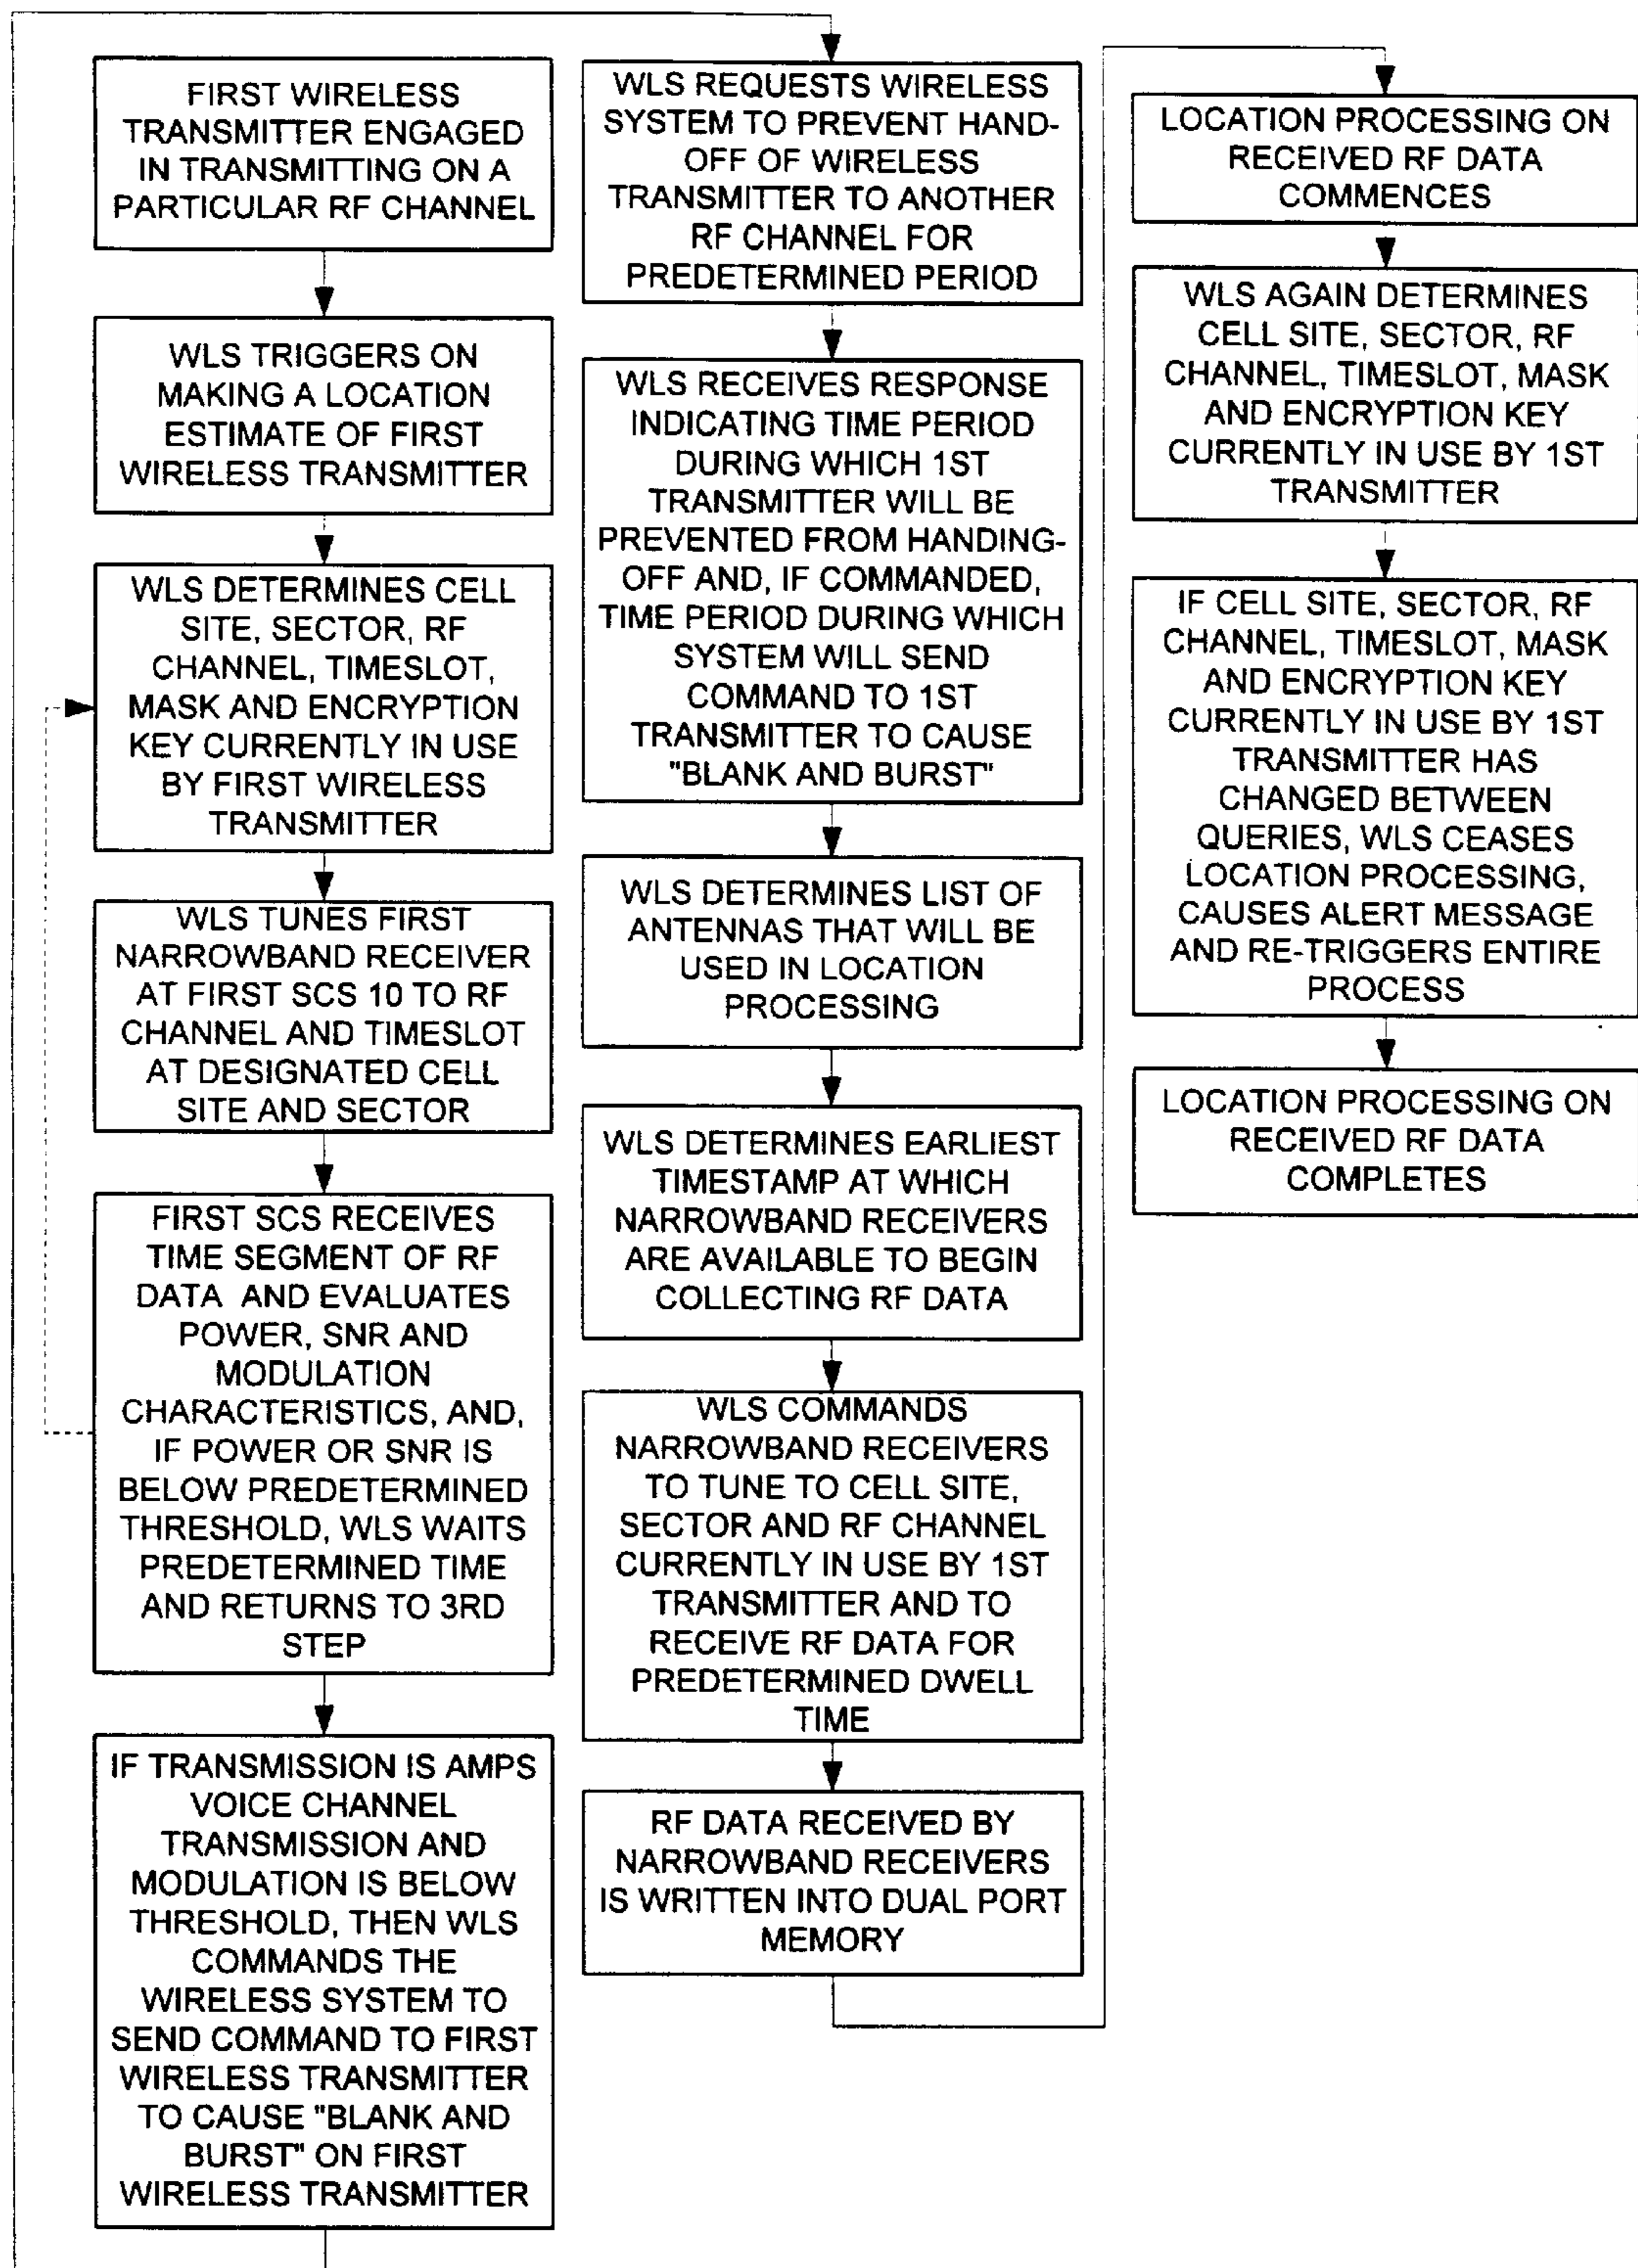 FIRST WIRELESS
TRANSMITTER ENGAGED
IN TRANSMITTING ON A
PARTICULAR RF CHANNEL
WLS TRIGGERS ON
MAKING A LOCATION
ESTIMATE OF FIRST
WIRELESS TRANSMITTER
WLS DETERMINES CELL
SITE, SECTOR, RF
CHANNEL, TIMESLOT,
MASK AND ENCRYPTION
KEY CURRENTLY IN USE
BY FIRST WIRELESS
TRANSMITTER
WLS TUNES FIRST
NARROWBAND RECEIVER
AT FIRST SCS 10 TO RF
CHANNEL AND TIMESLOT
AT DESIGNATED CELL
SITE AND SECTOR
FIRST SCS RECEIVES
TIME SEGMENT OF RF
DATA AND EVALUATES
POWER, SNR AND
MODULATION
CHARACTERISTICS, AND,
IF POWER OR SNR IS
BELOW PREDETERMINED
THRESHOLD, WLS WAITS
PREDETERMINED TIME
AND RETURNS TO 3RD
STEP
IF TRANSMISSION IS AMPS
VOICE CHANNEL
TRANSMISSION AND
MODULATION IS BELOW
THRESHOLD, THEN WLS
COMMANDS THE
WIRELESS SYSTEM TO
SEND COMMAND TO FIRST
WIRELESS TRANSMITTER
TO CAUSE "BLANK AND
BURST" ON FIRST
WIRELESS TRANSMITTER
WLS REQUESTS WIRELESS
SYSTEM TO PREVENT HAND-
OFF OF WIRELESS
TRANSMITTER TO ANOTHER
RF CHANNEL FOR
PREDETERMINED PERIOD
WLS RECEIVES RESPONSE
INDICATING TIME PERIOD
DURING WHICH 1ST
TRANSMITTER WILL BE
PREVENTED FROM HANDING-
OFF AND, IF COMMANDED,
TIME PERIOD DURING WHICH
SYSTEM WILL SEND
COMMAND TO 1ST
TRANSMITTER TO CAUSE
"BLANK AND BURST"
WLS DETERMINES LIST OF
ANTENNAS THAT WILL BE
USED IN LOCATION
PROCESSING
WLS DETERMINES EARLIEST
TIMESTAMP AT WHICH
NARROWBAND RECEIVERS
ARE AVAILABLE TO BEGIN
COLLECTING RF DATA
WLS COMMANDS
NARROWBAND RECEIVERS
TO TUNE TO CELL SITE,
SECTOR AND RF CHANNEL
CURRENTLY IN USE BY 1ST
TRANSMITTER AND TO
RECEIVE RF DATA FOR
PREDETERMINED DWELL
TIME
RF DATA RECEIVED BY
NARROWBAND RECEIVERS
IS WRITTEN INTO DUAL PORT
MEMORY
LOCATION PROCESSING ON
RECEIVED RF DATA
COMMENCES
WLS AGAIN DETERMINES
CELL SITE, SECTOR, RF
CHANNEL, TIMESLOT, MASK
AND ENCRYPTION KEY
CURRENTLY IN USE BY 1ST
TRANSMITTER
IF CELL SITE, SECTOR, RF
CHANNEL, TIMESLOT, MASK
AND ENCRYPTION KEY
CURRENTLY IN USE BY 1ST
TRANSMITTER HAS
CHANGED BETWEEN
QUERIES, WLS CEASES
LOCATION PROCESSING,
CAUSES ALERT MESSAGE
AND RE-TRIGGERS ENTIRE
PROCESS
LOCATION PROCESSING ON
RECEIVED RF DATA
COMPLETES